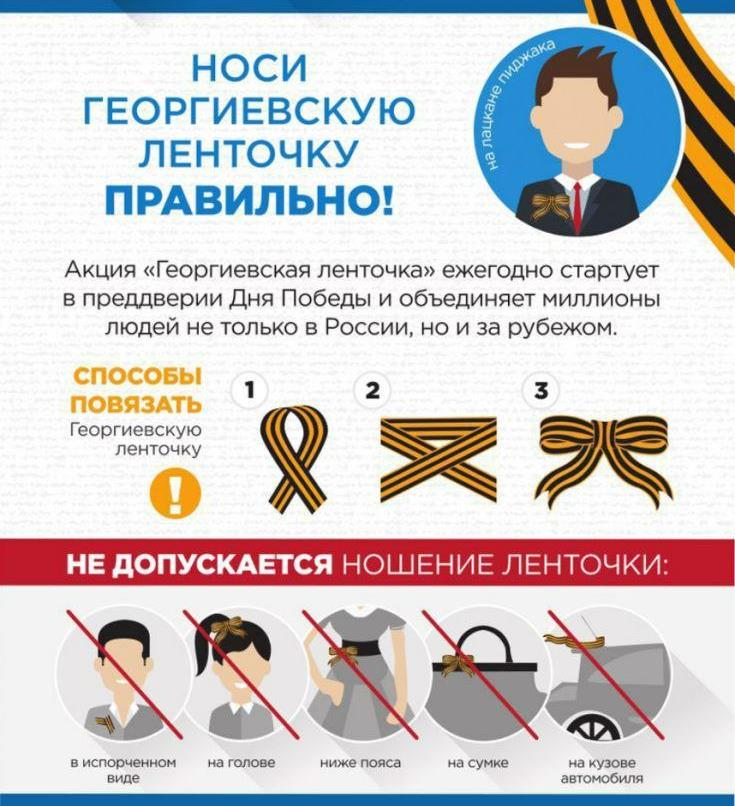 НОСИ
ГЕОРГИЕВСКУЮ
ЛЕНТОЧКУ
ПРАВИЛЬНО!
на лацкане пиджака
Акция «Георгиевская ленточка» ежегодно стартует
в преддверии Дня Победы и объединяет миллионы
людей не только в России, но и за рубежом.
СПОСОБЫ
ПОВЯЗАТЬ
Георгиевскую
ленточку
!
1
2
3
НЕ ДОПУСКАЕТСЯ НОШЕНИЕ ЛЕНТОЧКИ:
в испорченном
виде
на голове
ниже пояса
на сумке
на кузове
автомобиля